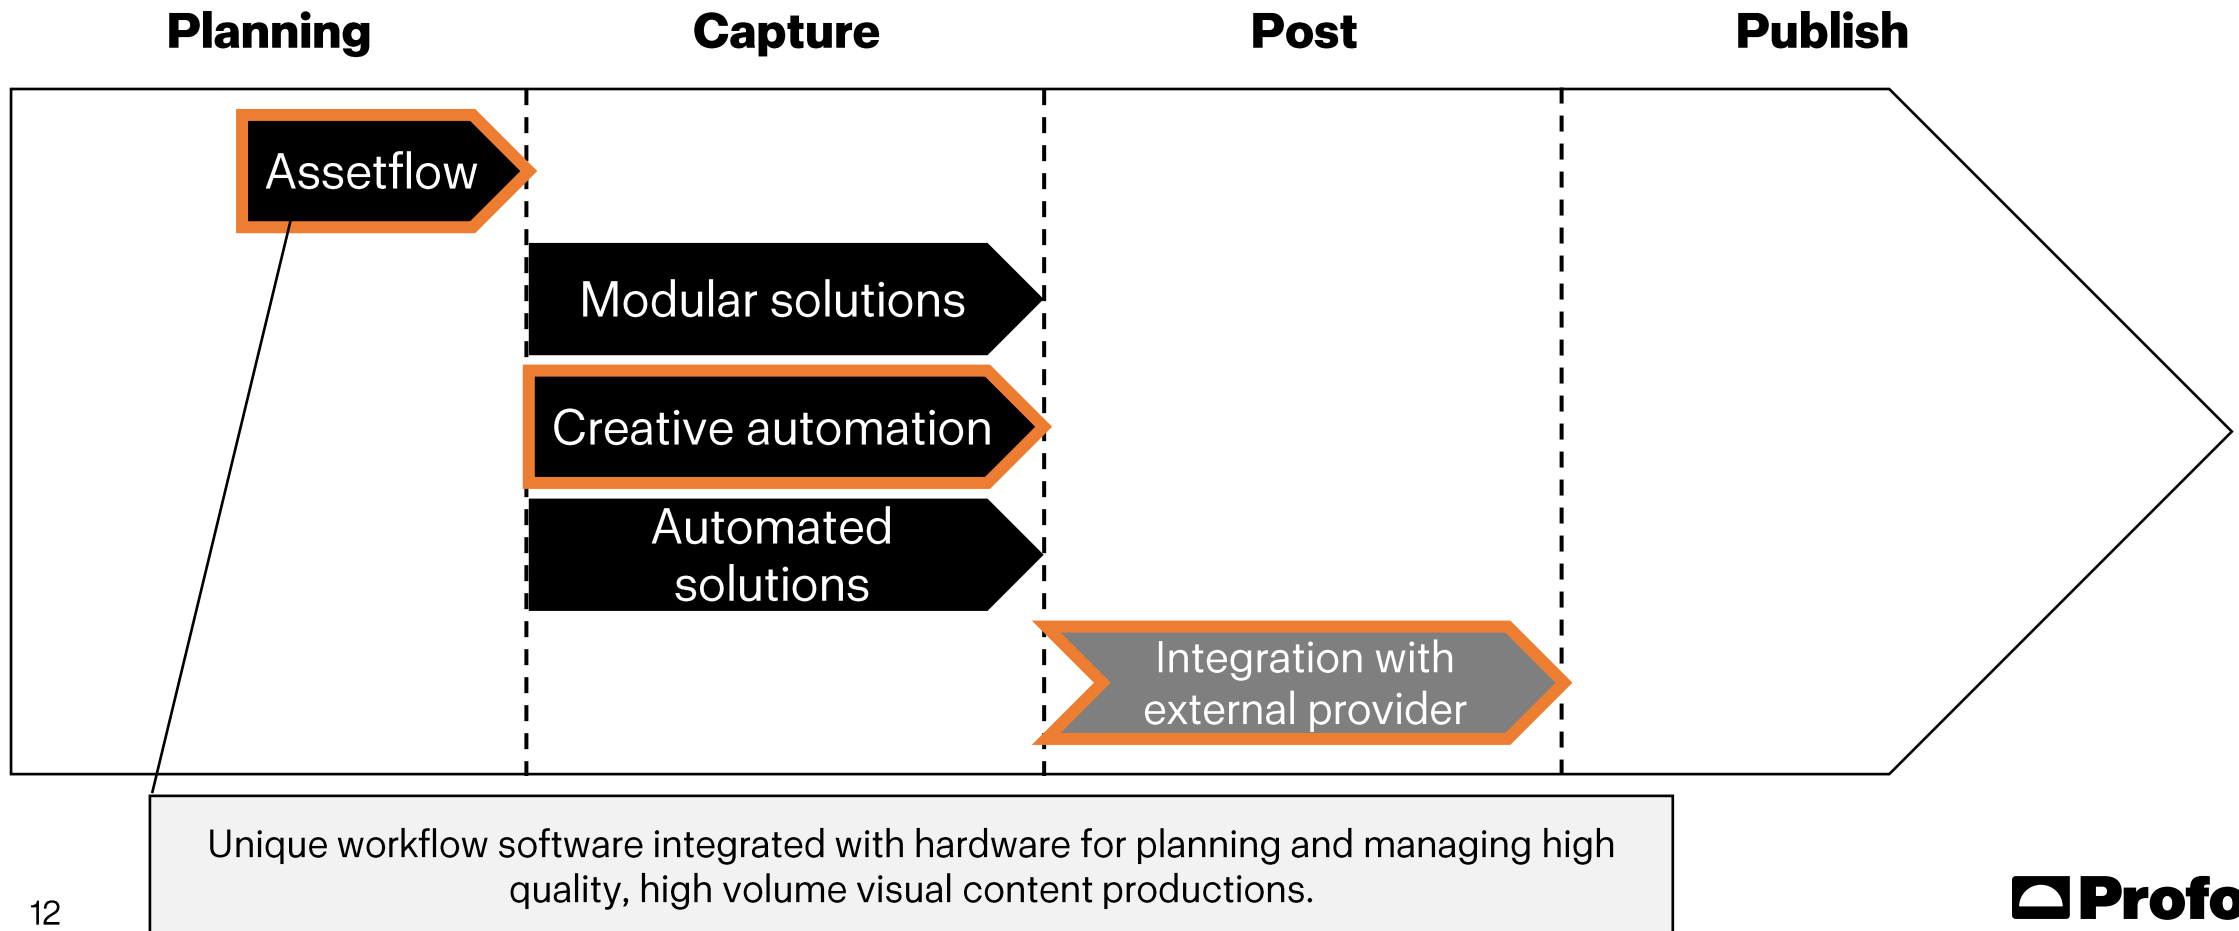 Planning Capture Post Publish
Assetflow
Modular solutions
Creative automation
Automated
solutions
Integration with
external provider
Unique workflow software integrated with hardware for planning and managing high
quality, high volume visual content productions.
12
Profo